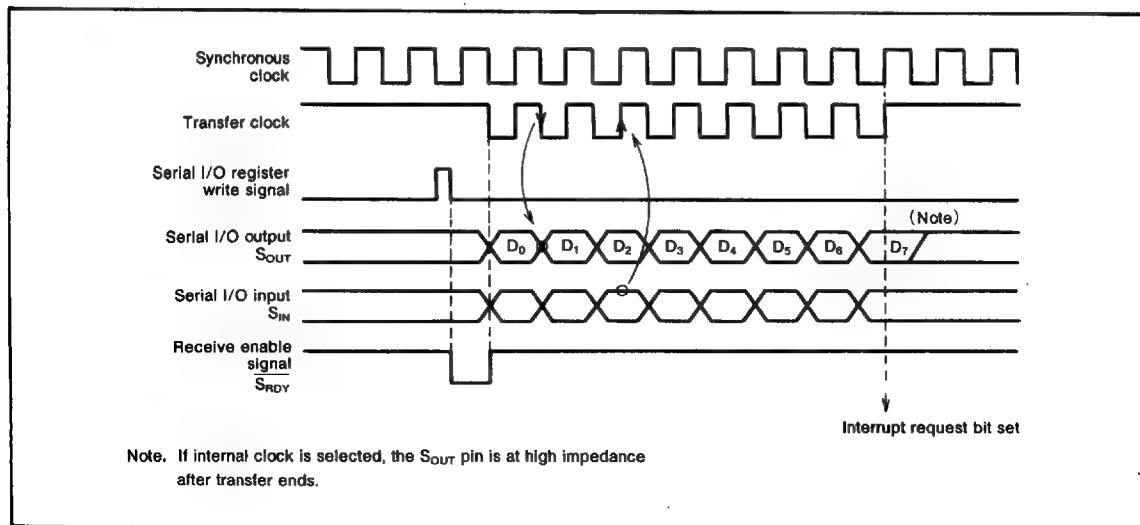 Synchronous
clock
Transfer clock
Serial I/O register
write signal
(Note)
Serial I/O output
SOUT
D0 D1 D2 D3 D4 D5 D6 D7
Serial I/O input
SIN
Receive enable
signal
S̅R̅D̅Y̅
Interrupt request bit set
Note. If internal clock is selected, the SOUT pin is at high impedance
after transfer ends.